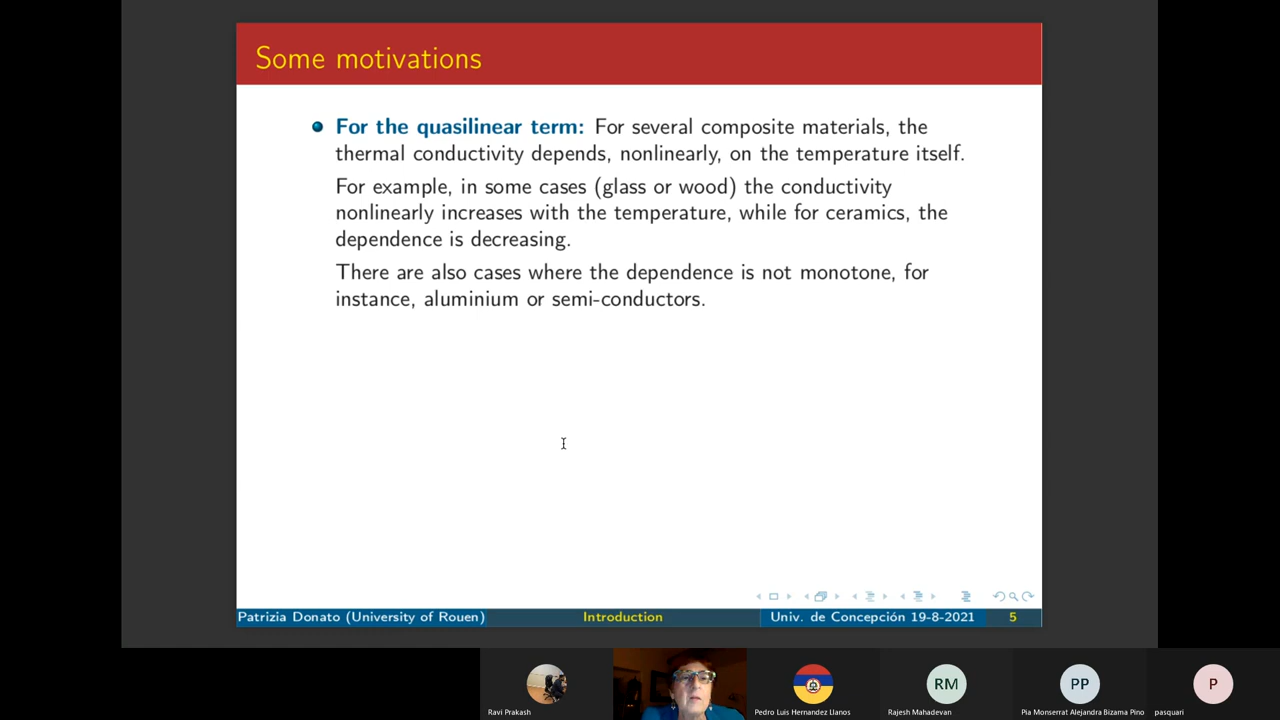 Some motivations
For the quasilinear term: For several composite materials, the
thermal conductivity depends, nonlinearly, on the temperature itself.
For example, in some cases (glass or wood) the conductivity
nonlinearly increases with the temperature, while for ceramics, the
dependence is decreasing.
There are also cases where the dependence is not monotone, for
instance, aluminium or semi-conductors.
Patrizia Donato (University of Rouen) Introduction Univ. de Concepción 19-8-2021 5
RM PP P
Ravi Prakash Pedro Luis Hernandez Llanos Rajesh Mahadevan Pia Monserrat Alejandra Bizama Pino pasquari